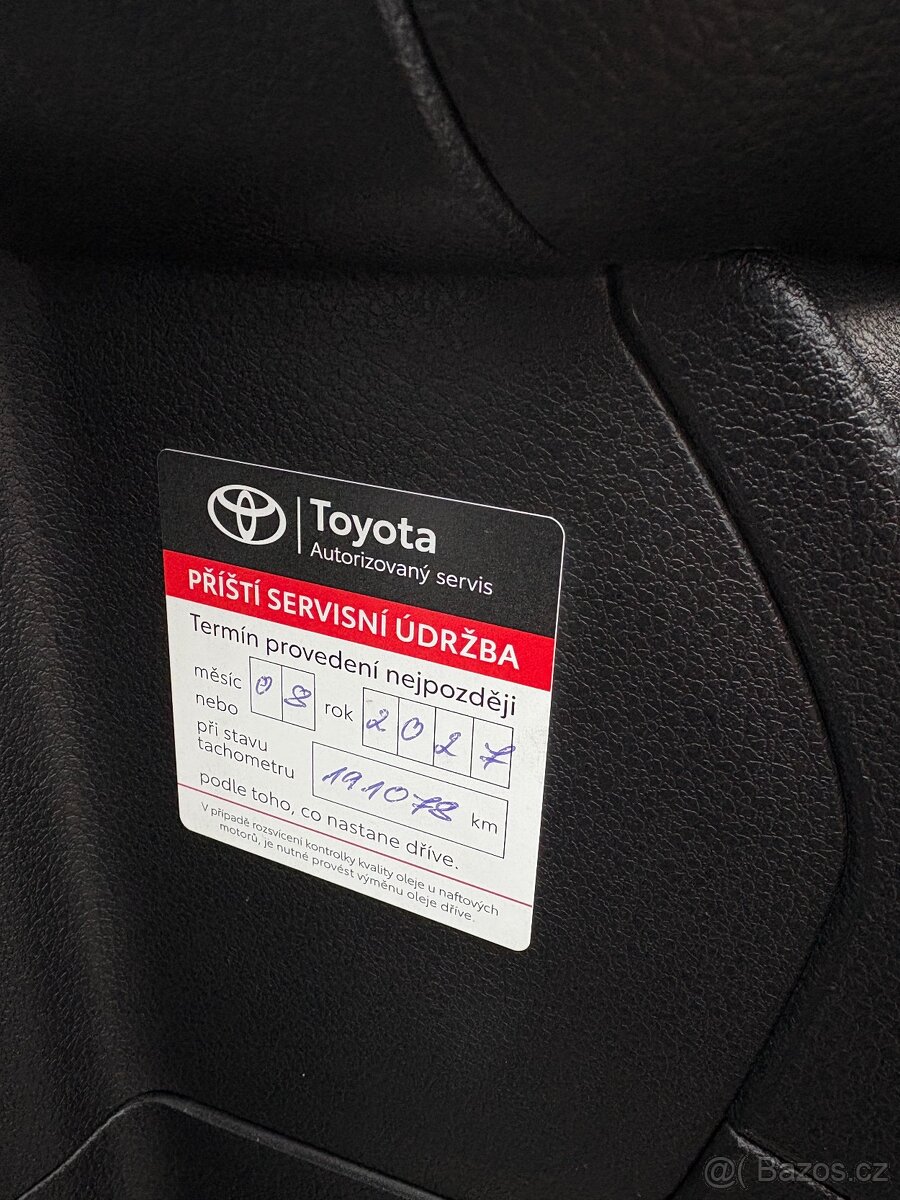 Toyota
Autorizovaný servis
PŘÍŠTÍ SERVISNÍ ÚDRŽBA
Termín provedení nejpozději
měsíc 08 rok 2027
nebo
při stavu
tachometru 191078 km
podle toho, co nastane dříve.
V případě rozsvícení kontrolky kvality oleje u naftových
motorů, je nutné provést výměnu oleje dříve.
@( Bazos.cz